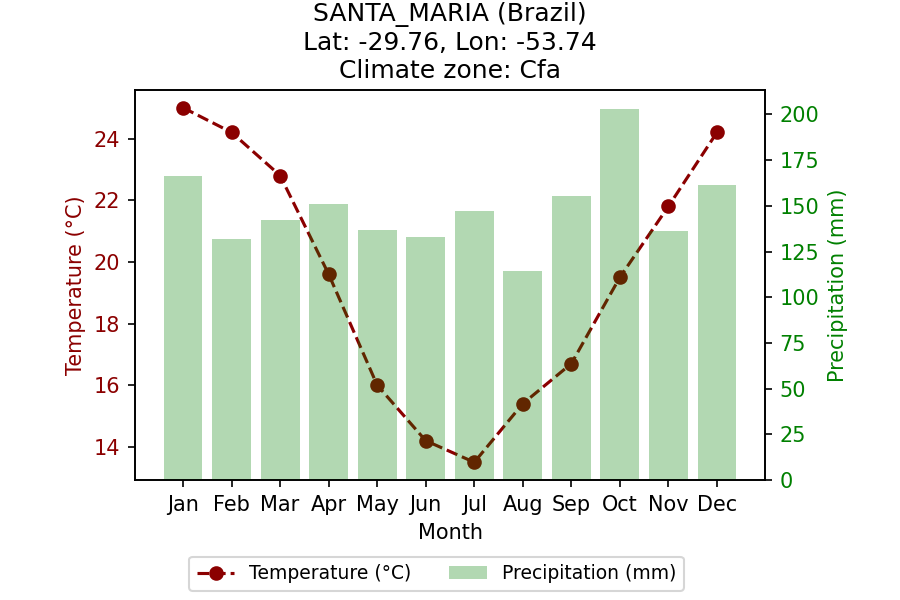 SANTA_MARIA (Brazil)
Lat: -29.76, Lon: -53.74
Climate zone: Cfa
24
22
20
18
16
14
Temperature (°C)
200
175
150
125
100
75
50
25
0
Precipitation (mm)
Jan Feb Mar Apr May Jun Jul Aug Sep Oct Nov Dec
Month
Temperature (°C) Precipitation (mm)